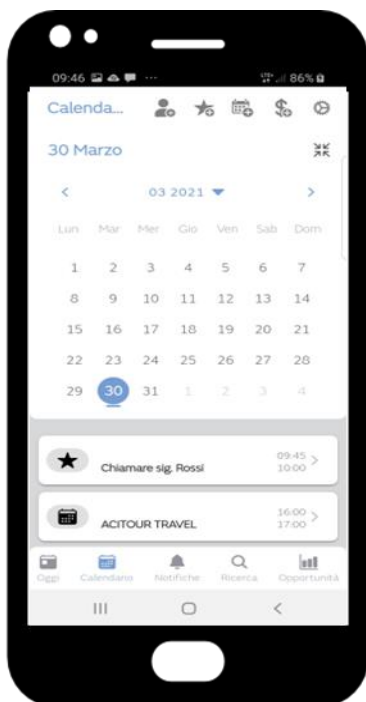 09:46 ... LTE+ 86%
Calenda...
30 Marzo
03 2021
Lun Mar Mer Gio Ven Sab Dom
1 2 3 4 5 6 7
8 9 10 11 12 13 14
15 16 17 18 19 20 21
22 23 24 25 26 27 28
29 30 31 1 2 3 4
09:45
Chiamare sig. Rossi
10:00
16:00
ACITOUR TRAVEL
17:00
Oggi Calendario Notifiche Ricerca Opportunità